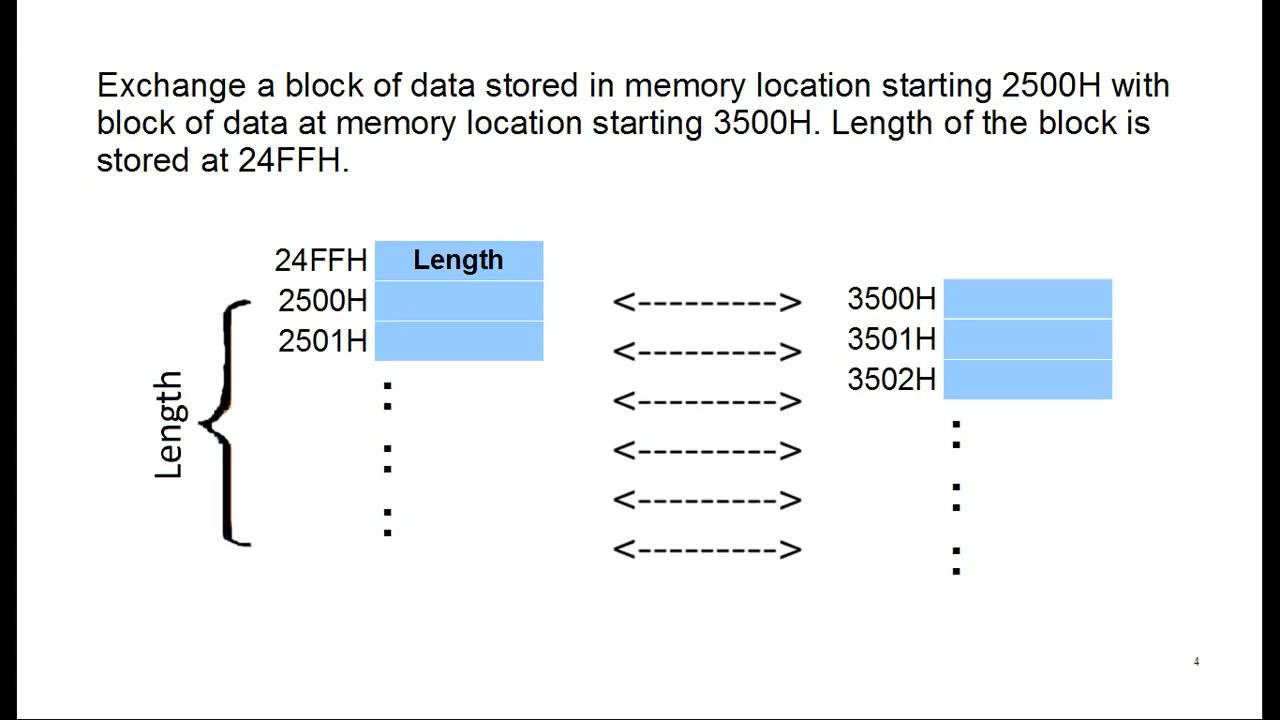 Exchange a block of data stored in memory location starting 2500H with
block of data at memory location starting 3500H. Length of the block is
stored at 24FFH.
24FFH Length
2500H <---------> 3500H
2501H <---------> 3501H
<---------> 3502H
: <---------> :
: <---------> :
: <---------> :
Length
4